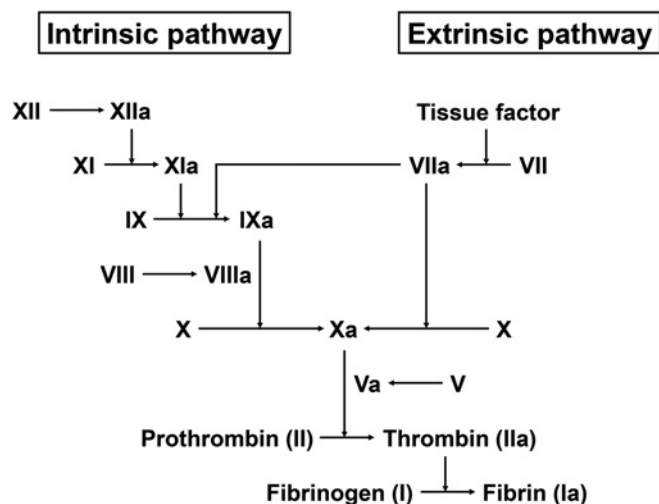 Intrinsic pathway
Extrinsic pathway
XII XIIa
Tissue factor
XI XIa
VIIa VII
IX IXa
VIII VIIIa
X Xa X
Va V
Prothrombin (II) Thrombin (IIa)
Fibrinogen (I) Fibrin (Ia)